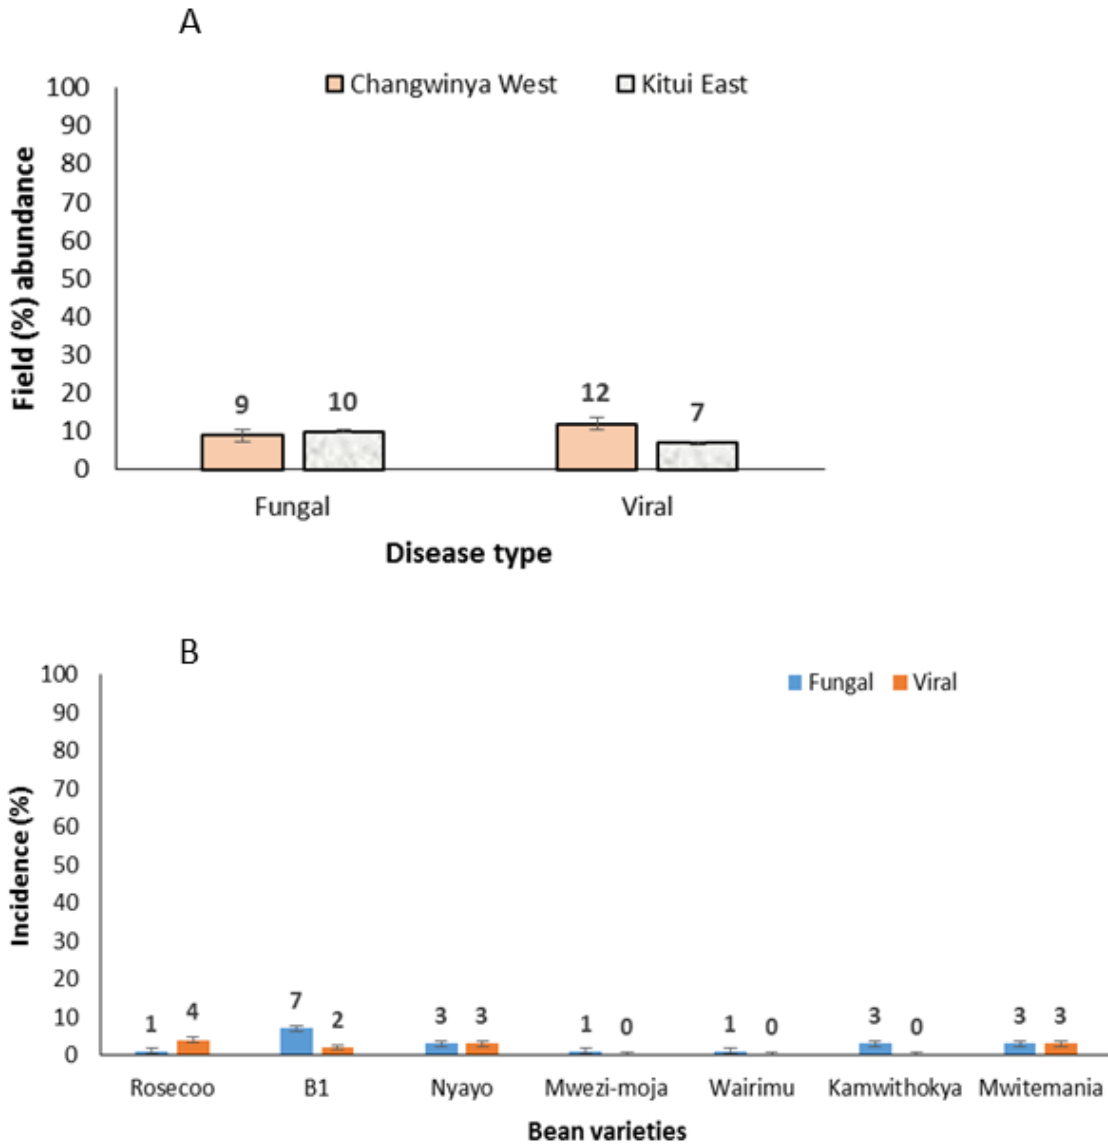 A
Changwinya West Kitui East
100
90
80
70
60
50
40
30
20
10
0
Field (%) abundance
9 10 12 7
Fungal Viral
Disease type
B
Fungal Viral
100
90
80
70
60
50
40
30
20
10
0
Incidence (%)
1 4 7 2 3 3 1 0 1 0 3 0 3 3
Rosecoo B1 Nyayo Mwezi-moja Wairimu Kamwithokya Mwitemania
Bean varieties